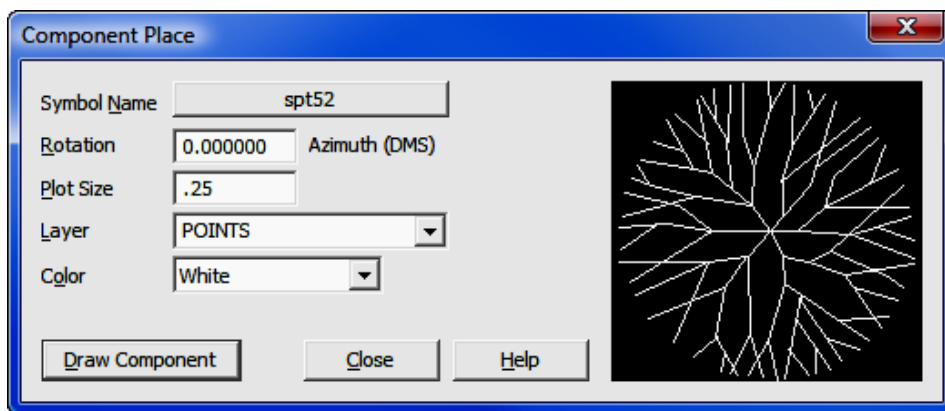 Component Place
X
Symbol Name spt52
Rotation 0.000000 Azimuth (DMS)
Plot Size .25
Layer POINTS
Color White
Draw Component Close Help